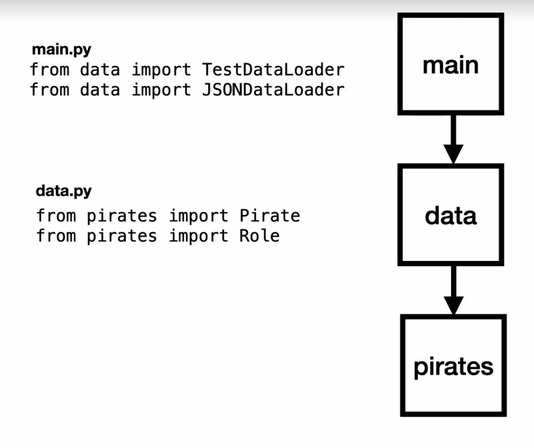 main.py
from data import TestDataLoader
from data import JSONDataLoader
main
data.py
from pirates import Pirate
from pirates import Role
data
pirates